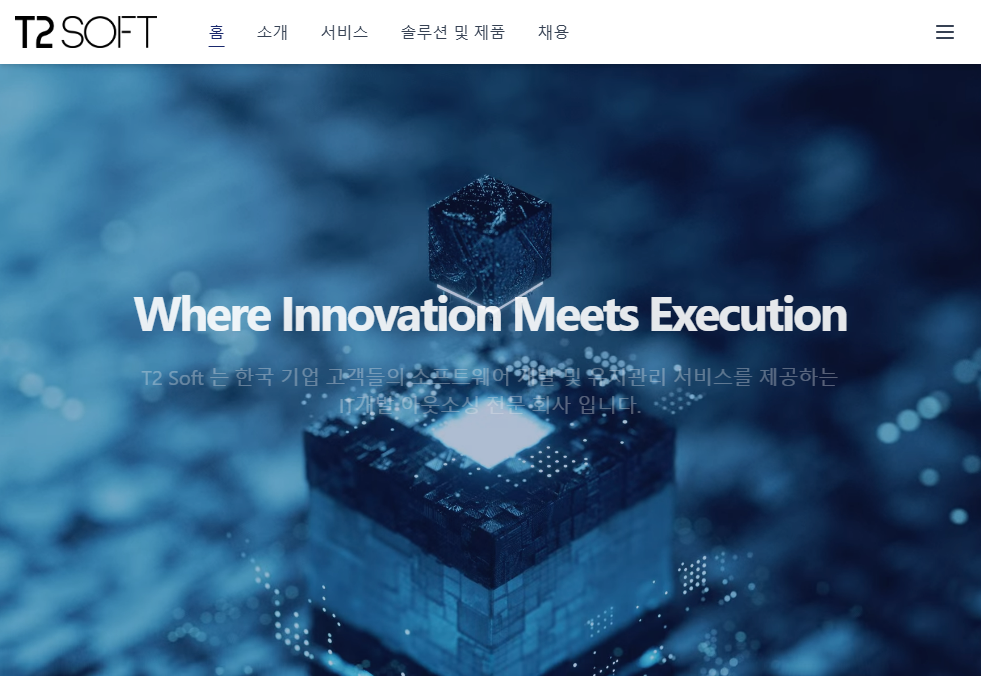 T2 SOFT
홈 소개 서비스 솔루션 및 제품 채용
Where Innovation Meets Execution
T2 Soft 는 한국 기업 고객들의 소프트웨어 개발 및 유지관리 서비스를 제공하는
IT개발 아웃소싱 전문 회사 입니다.